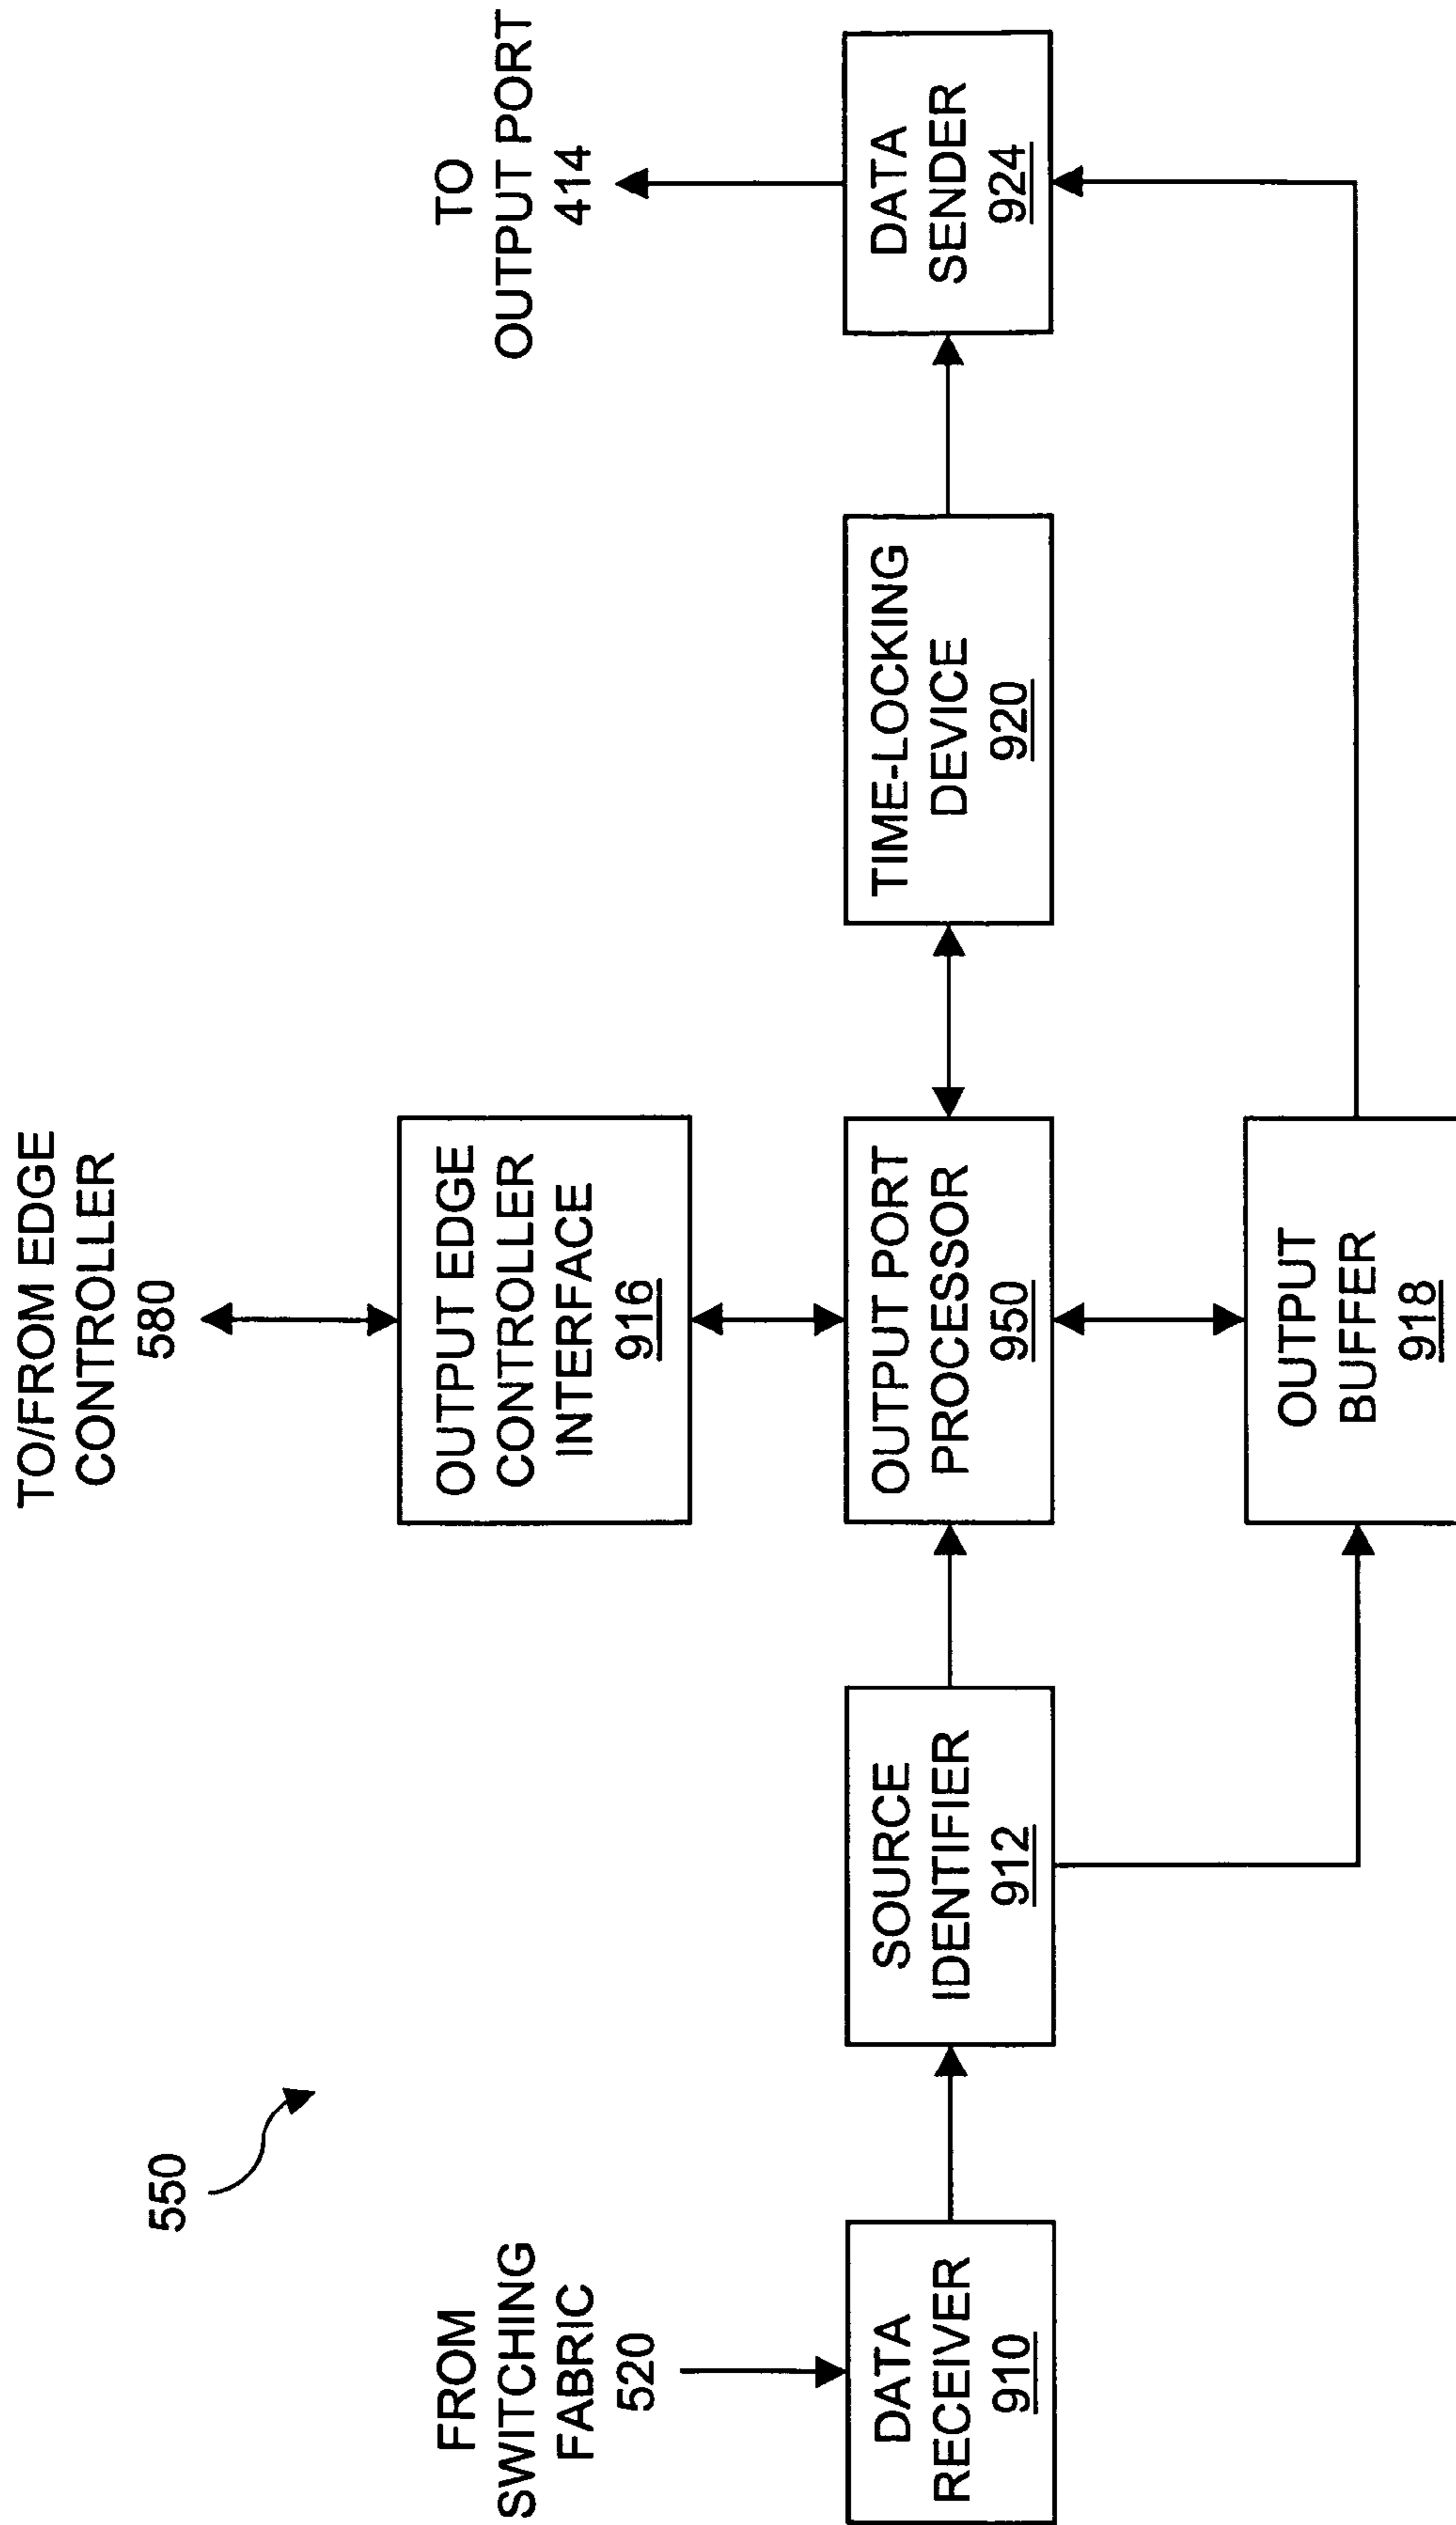 TO/FROM EDGE
CONTROLLER
580
550
FROM
SWITCHING
FABRIC
520
OUTPUT EDGE
CONTROLLER
INTERFACE
916
TO
OUTPUT PORT
414
DATA
RECEIVER
910
SOURCE
IDENTIFIER
912
OUTPUT PORT
PROCESSOR
950
TIME-LOCKING
DEVICE
920
DATA
SENDER
924
OUTPUT
BUFFER
918